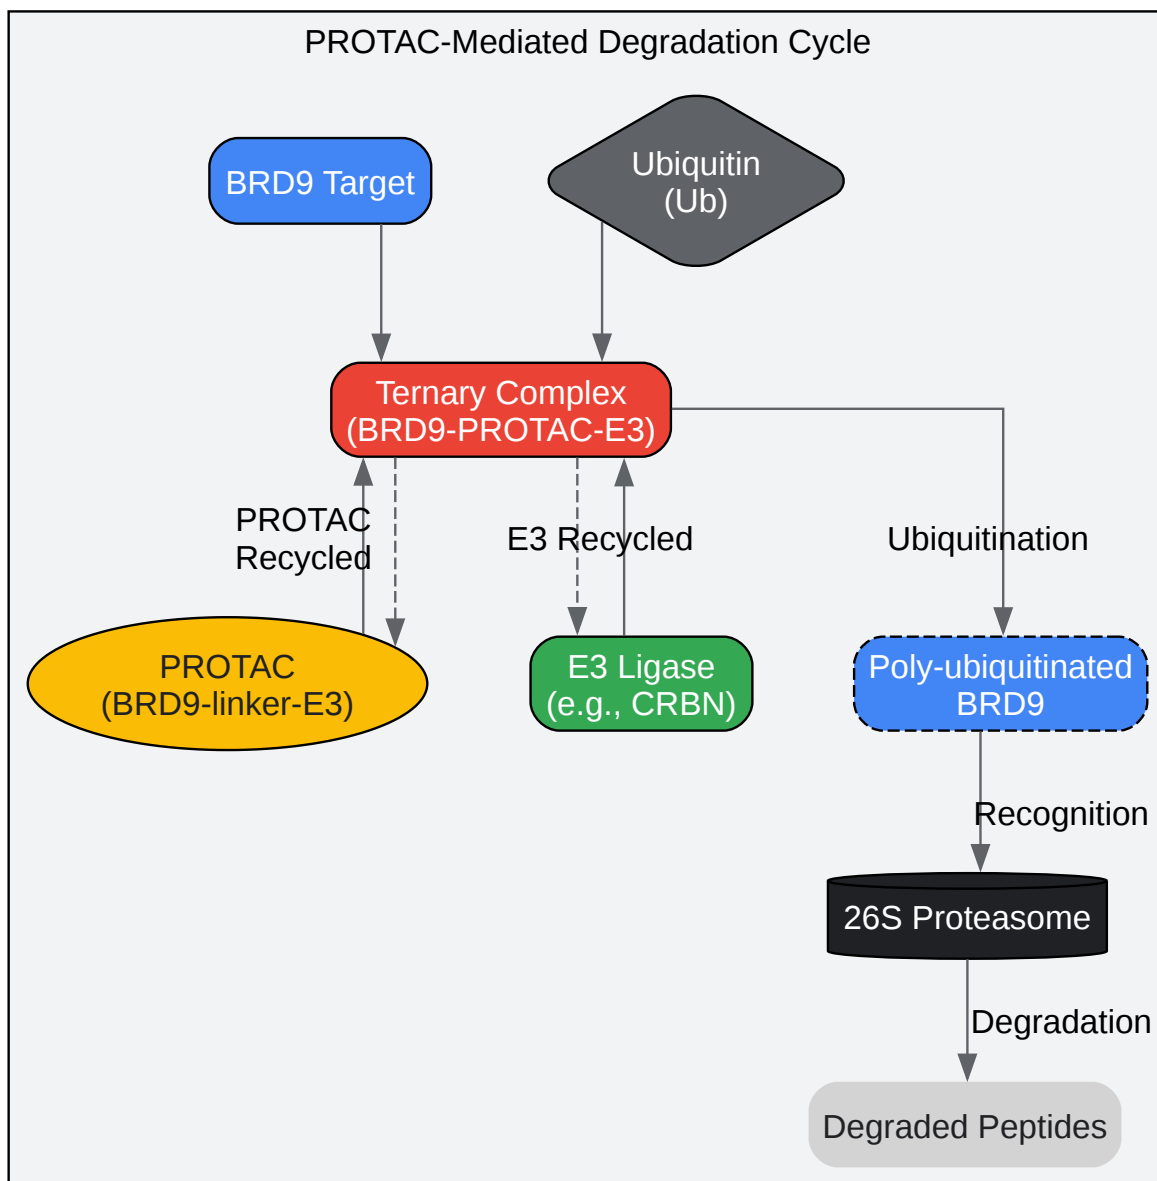 PROTAC-Mediated Degradation Cycle
BRD9 Target
Ubiquitin
(Ub)
Ternary Complex
(BRD9-PROTAC-E3)
PROTAC
Recycled
E3 Recycled
Ubiquitination
PROTAC
(BRD9-linker-E3)
E3 Ligase
(e.g., CRBN)
Poly-ubiquitinated
BRD9
Recognition
26S Proteasome
Degradation
Degraded Peptides